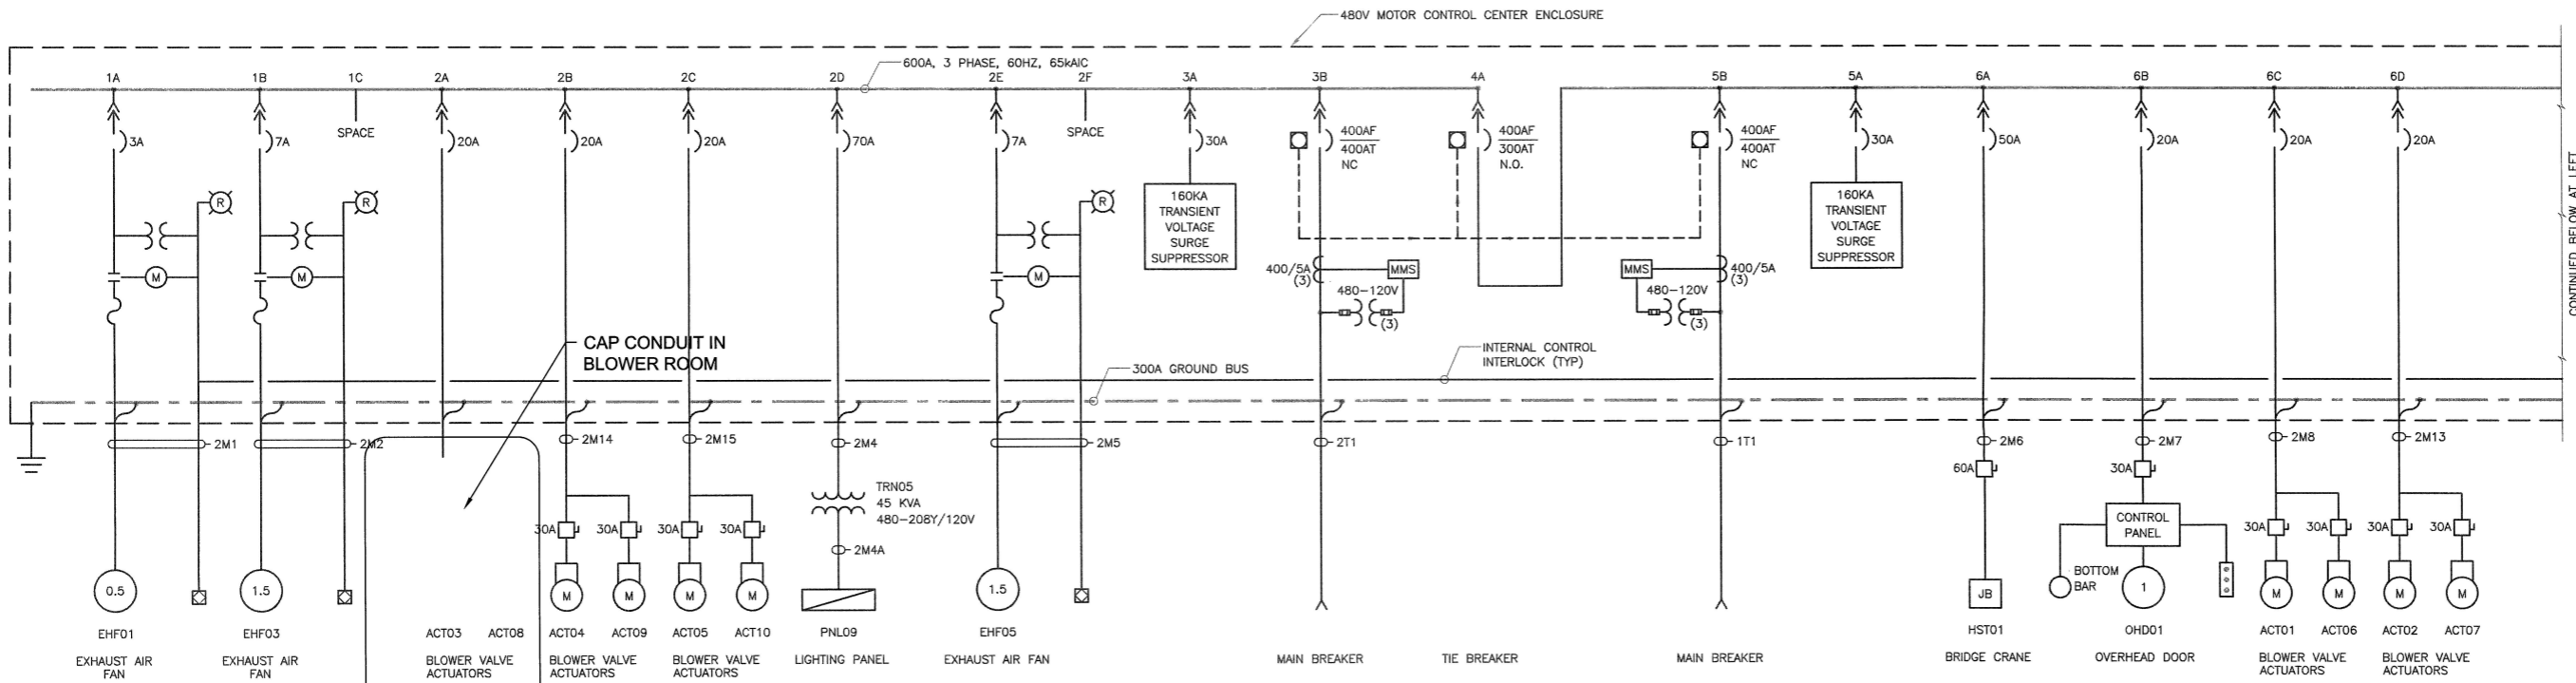 480V MOTOR CONTROL CENTER ENCLOSURE
600A, 3 PHASE, 60HZ, 65kAIC
1A 1B 1C 2A 2B 2C 2D 2E 2F 3A 3B 4A 5B 5A 6A 6B 6C 6D
3A
7A
SPACE
20A
20A
20A
70A
7A
SPACE
30A
400AF
400AT
NC
400AF
300AT
N.O.
400AF
400AT
NC
30A
50A
20A
20A
20A
CONTINUED BELOW AT LEFT
R
R
R
160KA
TRANSIENT
VOLTAGE
SURGE
SUPPRESSOR
160KA
TRANSIENT
VOLTAGE
SURGE
SUPPRESSOR
M
M
M
400/5A
(3)
MMS
480-120V
(3)
MMS
400/5A
(3)
480-120V
(3)
CAP CONDUIT IN
BLOWER ROOM
300A GROUND BUS
INTERNAL CONTROL
INTERLOCK (TYP)
2M1
2M2
2M14
2M15
2M4
2M5
2T1
1T1
2M6
2M7
2M8
2M13
60A
30A
TRN05
45 KVA
480-208Y/120V
2M4A
30A 30A 30A 30A
CONTROL
PANEL
30A 30A 30A 30A
0.5
1.5
M M M M
1.5
JB
BOTTOM
BAR
1
M M M M
EHF01
EXHAUST AIR
FAN
EHF03
EXHAUST AIR
FAN
ACT03 ACT08
BLOWER VALVE
ACTUATORS
ACT04 ACT09
BLOWER VALVE
ACTUATORS
ACT05 ACT10
BLOWER VALVE
ACTUATORS
PNL09
LIGHTING PANEL
EHF05
EXHAUST AIR FAN
MAIN BREAKER
TIE BREAKER
MAIN BREAKER
HST01
BRIDGE CRANE
OHD01
OVERHEAD DOOR
ACT01 ACT06
BLOWER VALVE
ACTUATORS
ACT02 ACT07
BLOWER VALVE
ACTUATORS